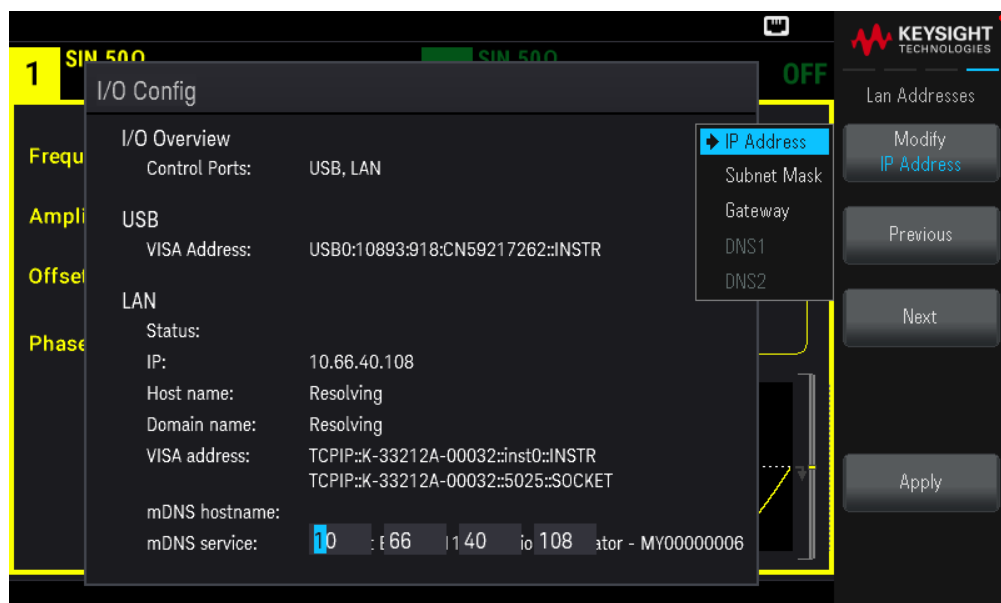 KEYSIGHT
TECHNOLOGIES
1
SIN 50Ω
SIN 50Ω
OFF
I/O Config
Lan Addresses
I/O Overview
Control Ports: USB, LAN
USB
VISA Address: USB0:10893:918:CN59217262::INSTR
LAN
Status:
IP: 10.66.40.108
Host name: Resolving
Domain name: Resolving
VISA address: TCPIP::K-33212A-00032::inst0::INSTR
TCPIP::K-33212A-00032::5025::SOCKET
mDNS hostname:
mDNS service: 10 66 40 108 ator - MY00000006
Frequ
Ampli
Offset
Phase
IP Address
Subnet Mask
Gateway
DNS1
DNS2
Modify
IP Address
Previous
Next
Apply